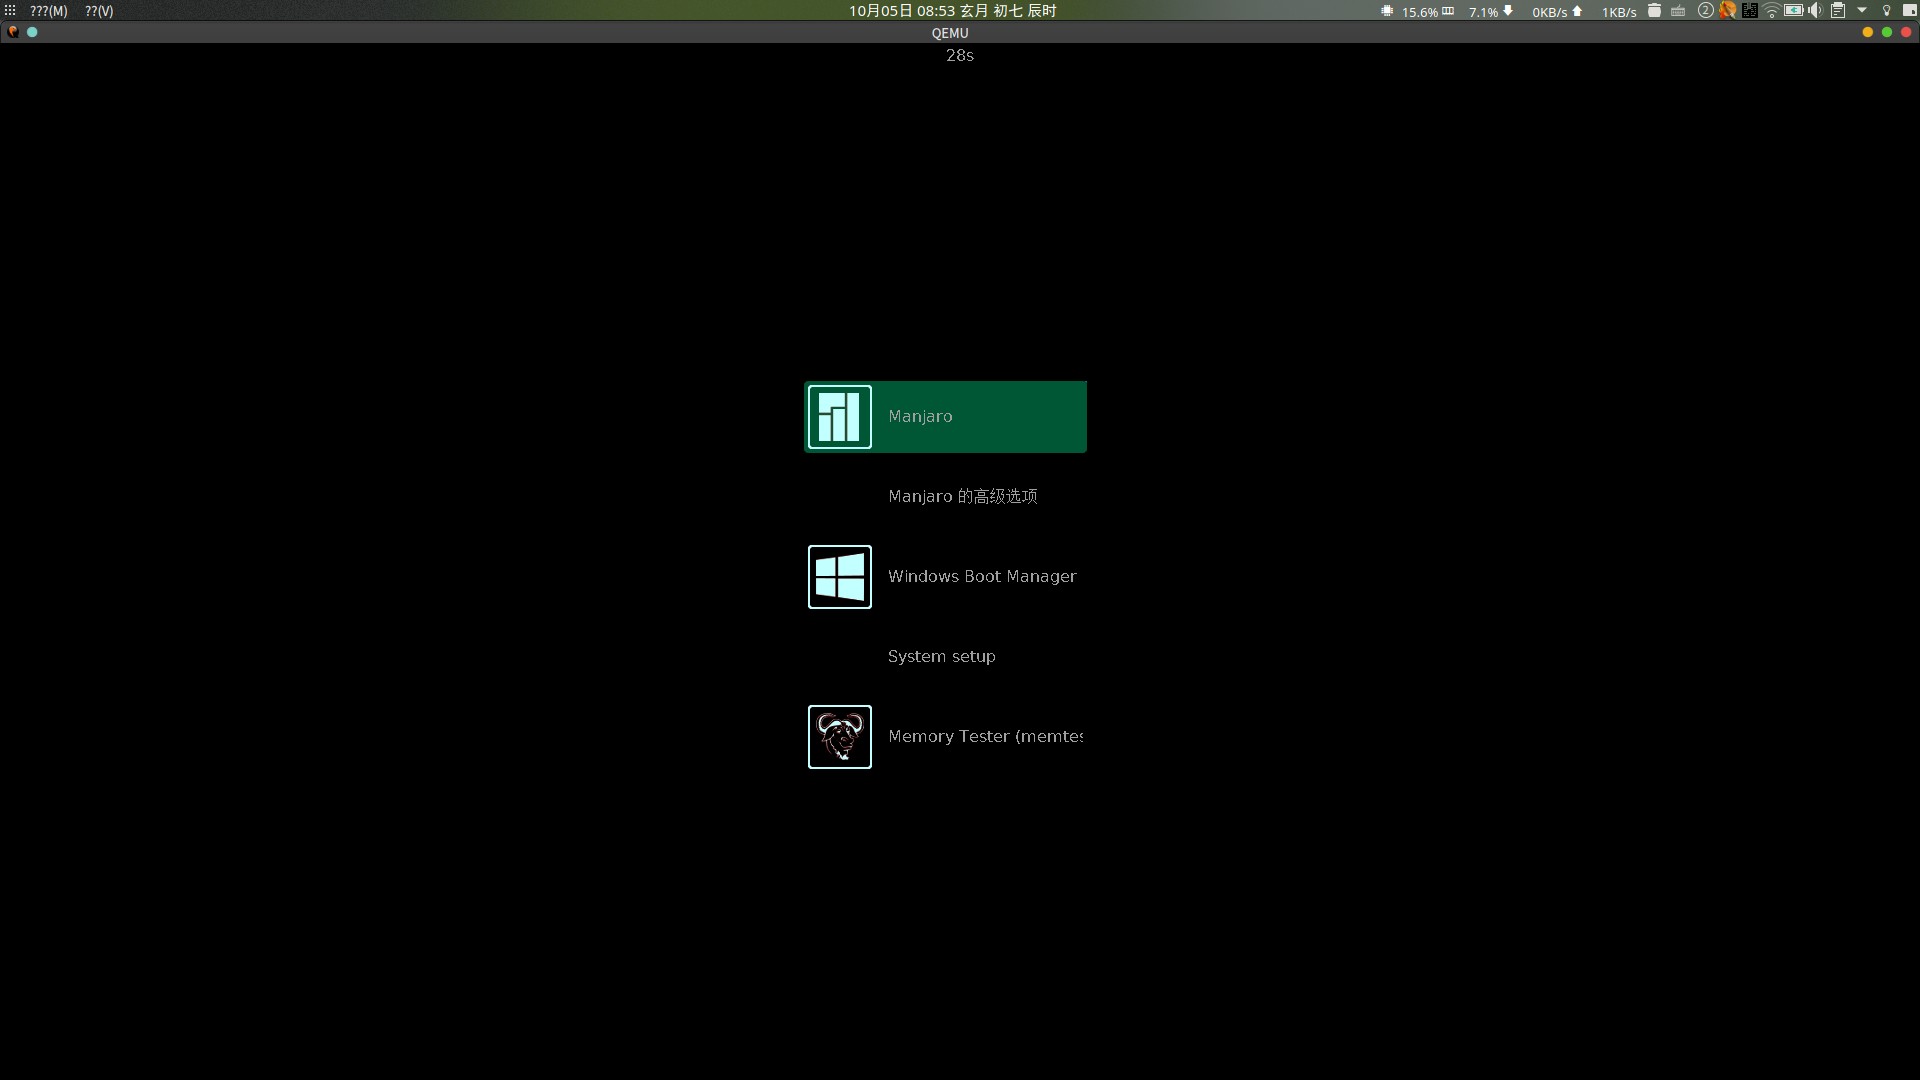 ???(M) ??(V) 10月05日 08:53 玄月 初七 辰时 15.6% 7.1% 0KB/s 1KB/s 2
QEMU
28s
Manjaro
Manjaro 的高级选项
Windows Boot Manager
System setup
Memory Tester (memtes